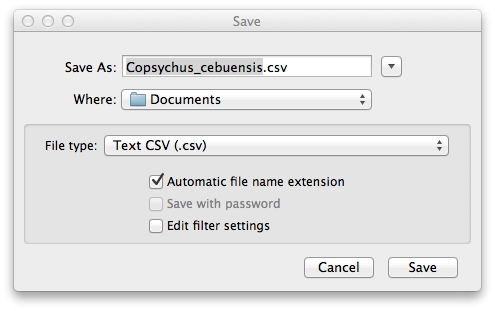 Save
Save As: Copsychus_cebuensis.csv
Where: Documents
File type: Text CSV (.csv)
Automatic file name extension
Save with password
Edit filter settings
Cancel Save